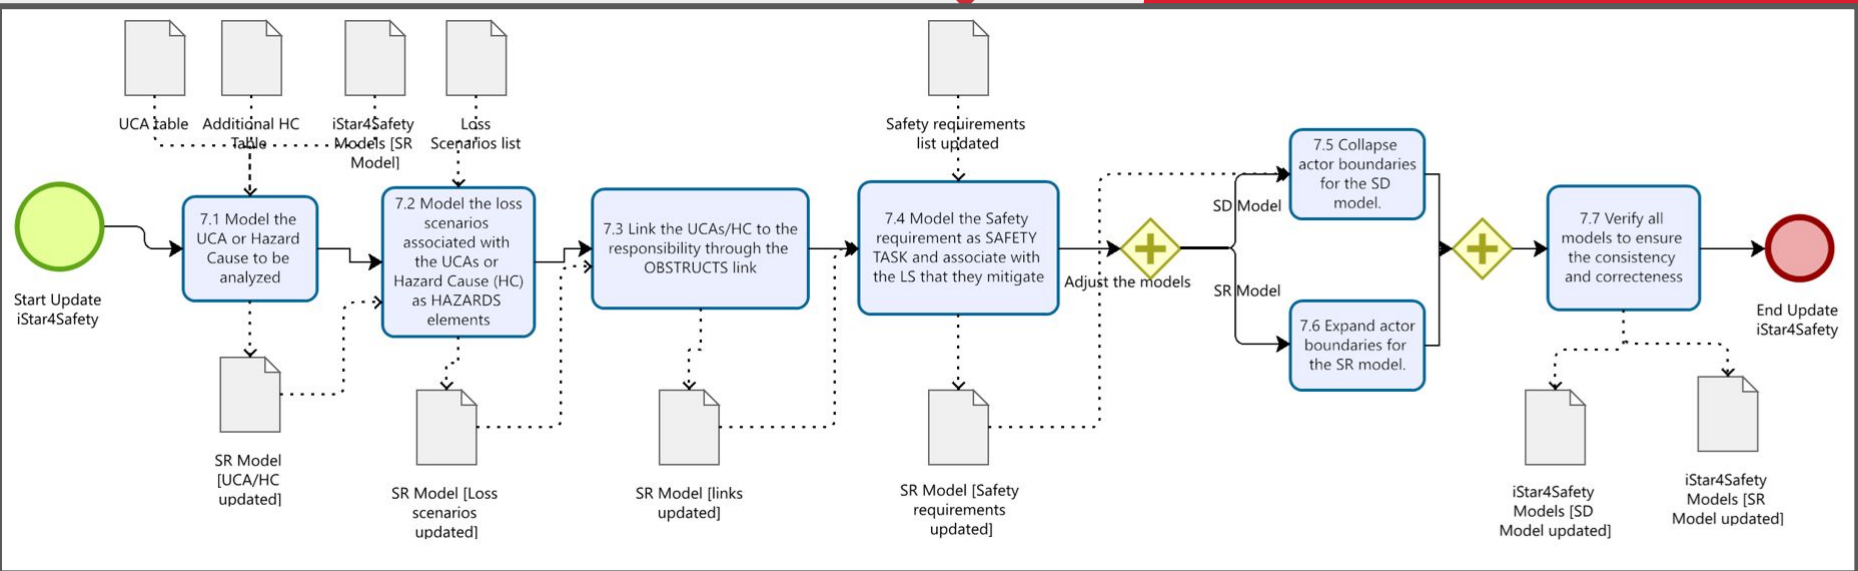 UCA table
Additional HC
Table
iStar4Safety
Models [SR
Model]
Loss
Scenarios list
Safety requirements
list updated
Start Update
iStar4Safety
7.1 Model the
UCA or Hazard
Cause to be
analyzed
7.2 Model the loss
scenarios
associated with
the UCAs or
Hazard Cause (HC)
as HAZARDS
elements
7.3 Link the UCAs/HC to the
responsibility through the
OBSTRUCTS link
7.4 Model the Safety
requirement as SAFETY
TASK and associate with
the LS that they mitigate
Adjust the models
SD Model
SR Model
7.5 Collapse
actor boundaries
for the SD
model.
7.6 Expand actor
boundaries for
the SR model.
7.7 Verify all
models to ensure
the consistency
and correcteness
End Update
iStar4Safety
SR Model
[UCA/HC
updated]
SR Model [Loss
scenarios
updated]
SR Model [links
updated]
SR Model [Safety
requirements
updated]
iStar4Safety
Models [SD
Model updated]
iStar4Safety
Models [SR
Model updated]